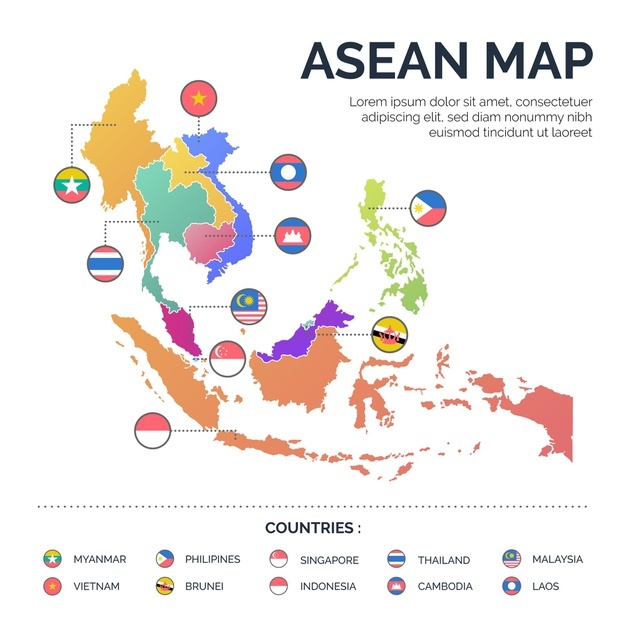 ASEAN MAP
Lorem ipsum dolor sit amet, consectetuer
adipiscing elit, sed diam nonummy nibh
euismod tincidunt ut laoreet
COUNTRIES :
MYANMAR PHILIPINES SINGAPORE THAILAND MALAYSIA
VIETNAM BRUNEI INDONESIA CAMBODIA LAOS